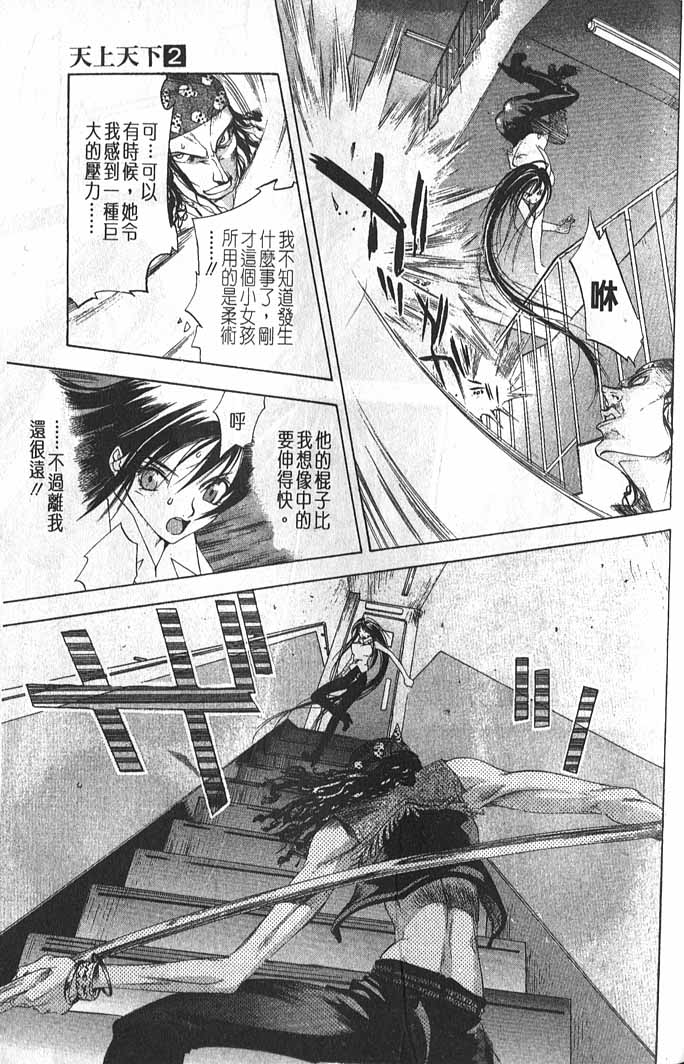 天上天下2
咻
可…可以
有時候，她令
我感到一種巨
大的壓力……
我不知道發生
什麼事了，剛
才這個小女孩
所用的是柔術
……!!
他的棍子比
我想像中的
要伸得快。
呼
……不過離我
還很遠!!
ザザ